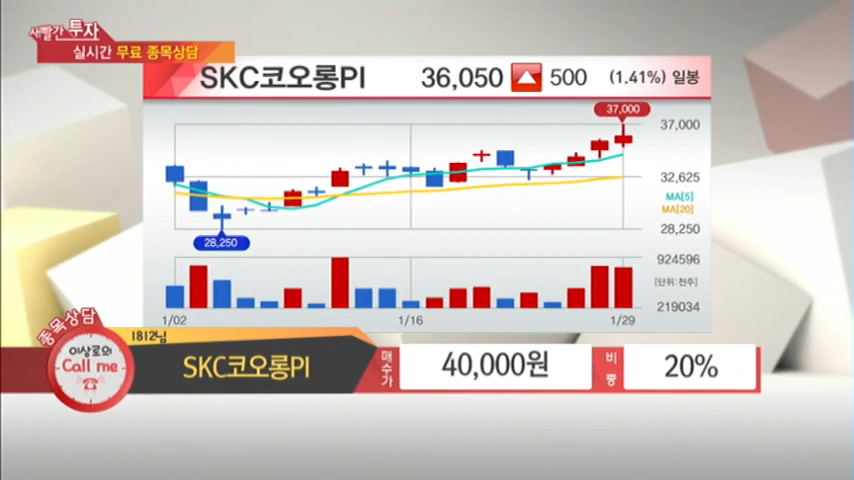 새빨간 투자
실시간 무료 종목상담
SKC코오롱PI 36,050 500 (1.41%) 일봉
37,000
37,000
32,625
MA[5]
MA[20]
28,250
28,250
924596
[단위:천주]
219034
1/02 1/16 1/29
종목상담
이상로의
Call me
1812님
SKC코오롱PI 매수가 40,000원 비중 20%